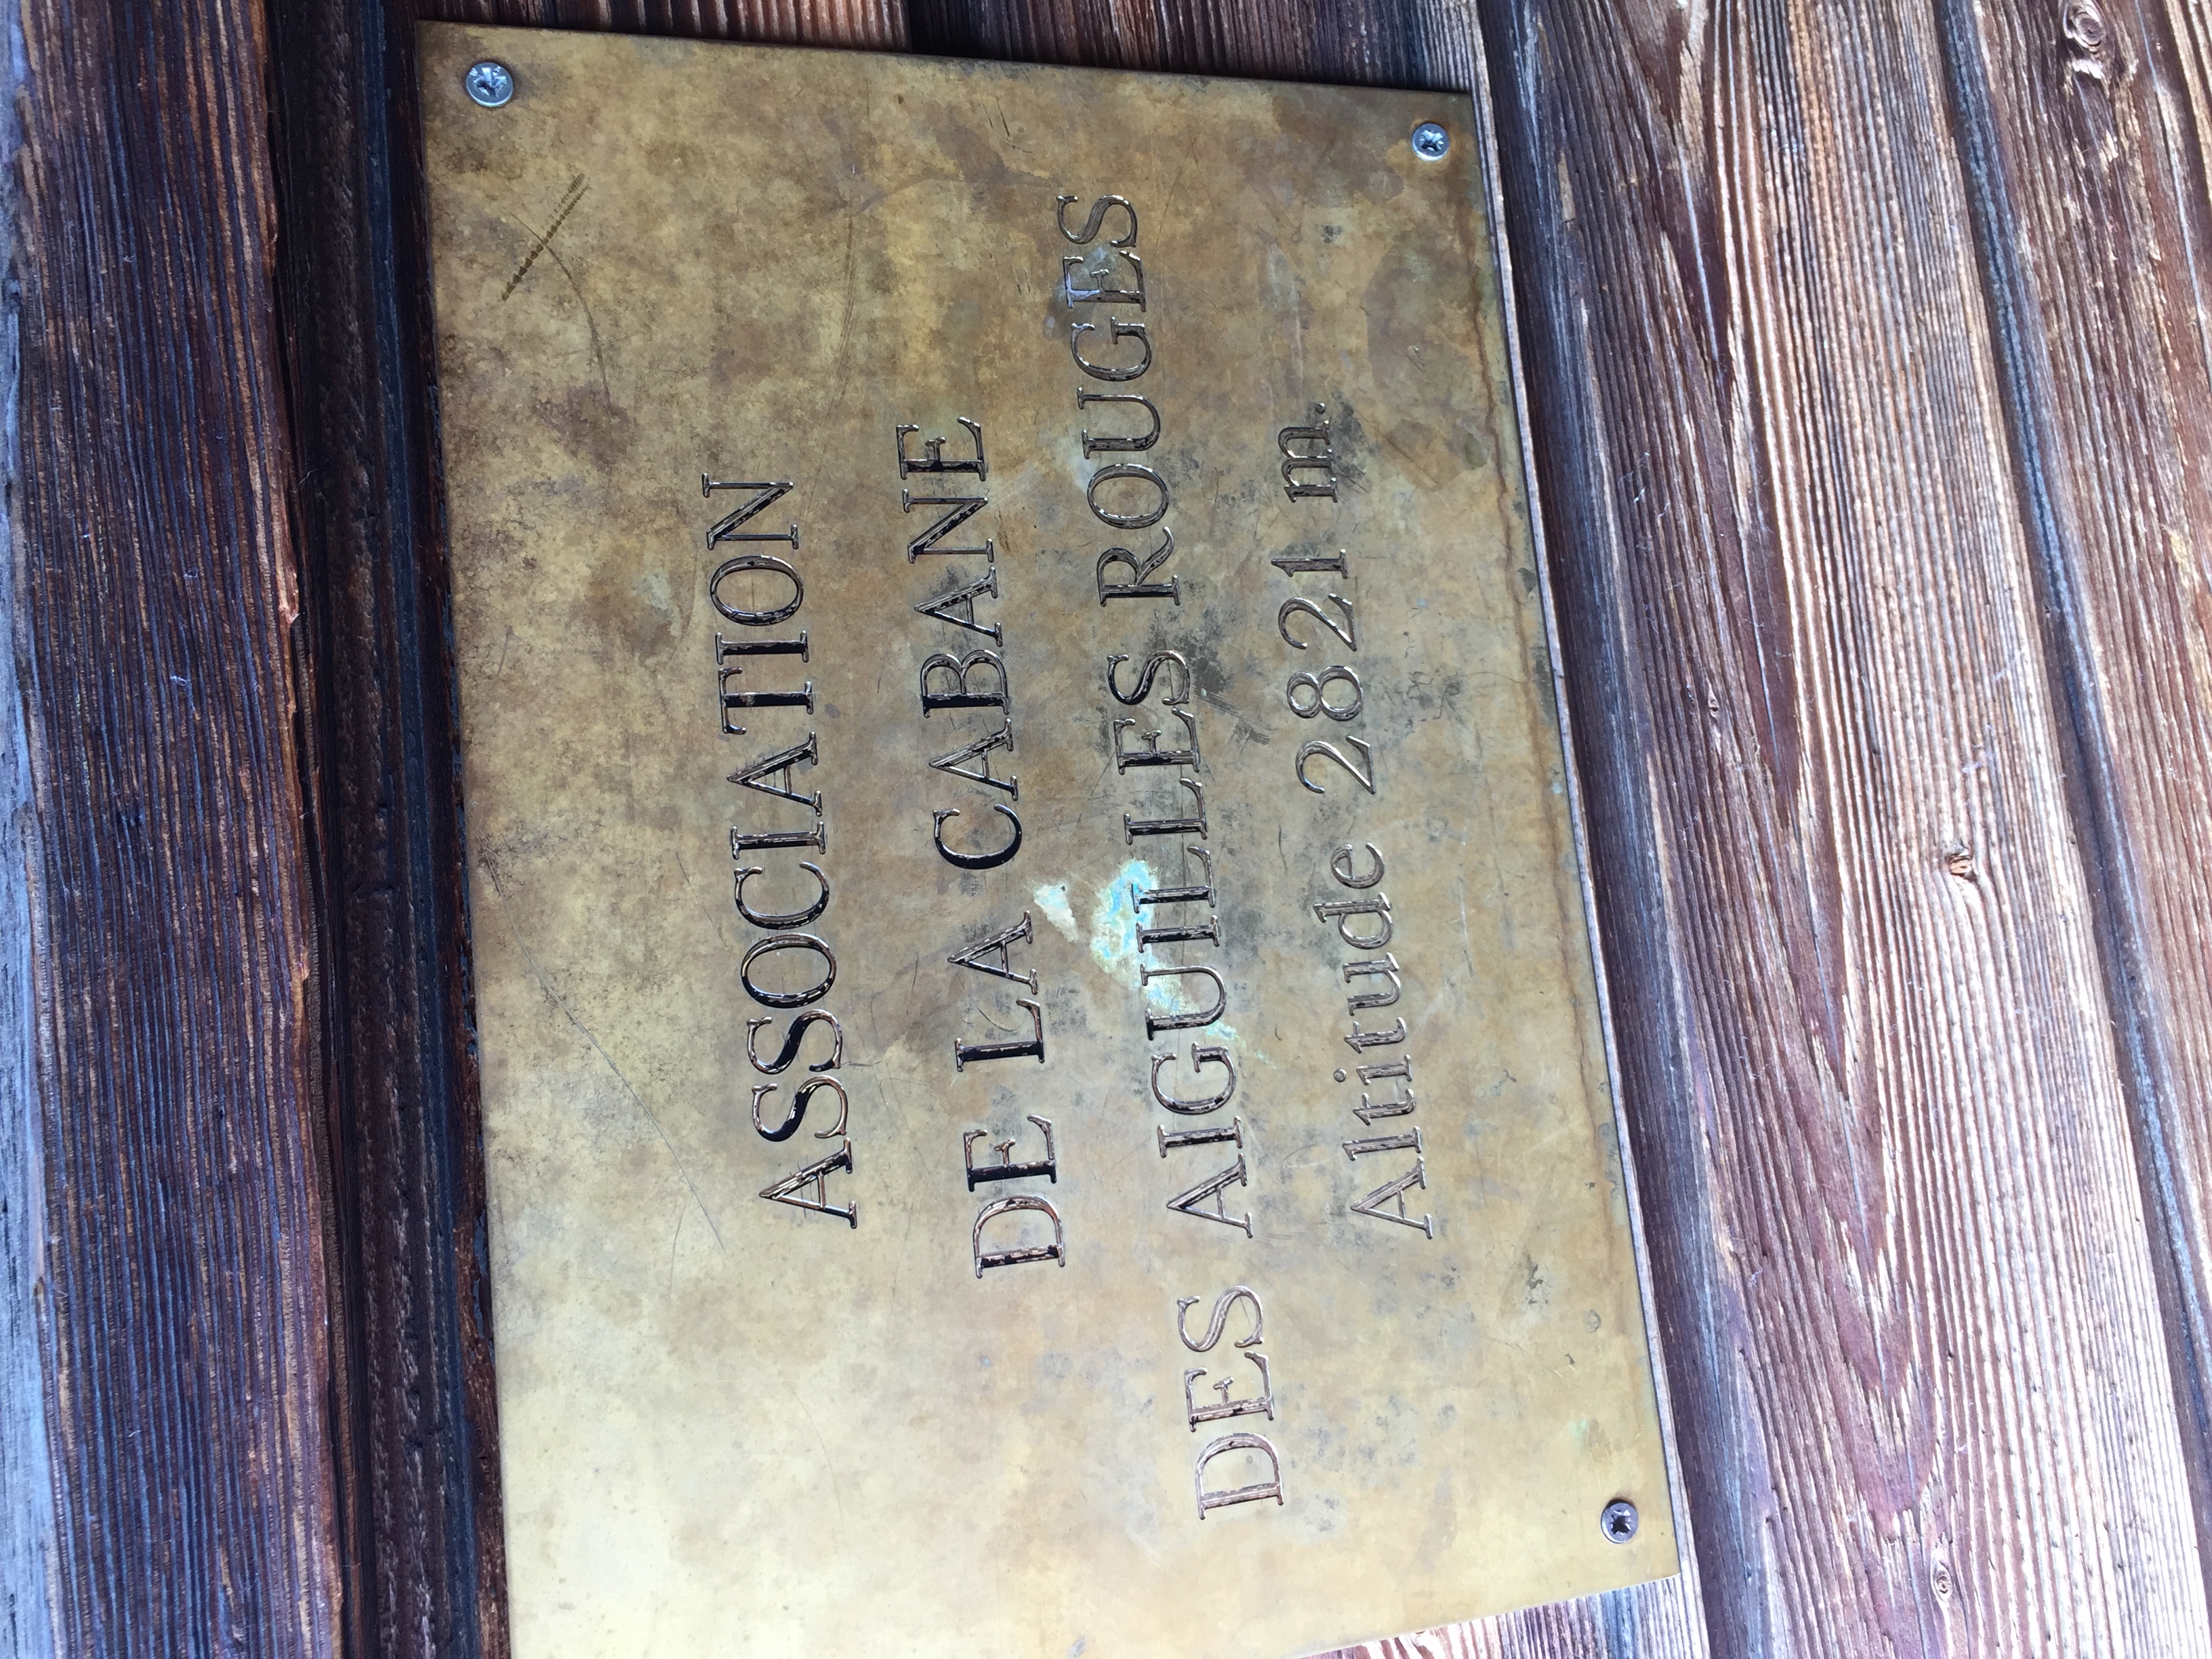 ASSOCIATION
DE LA CABANE
DES AIGUILLES ROUGES
Altitude 2821 m.